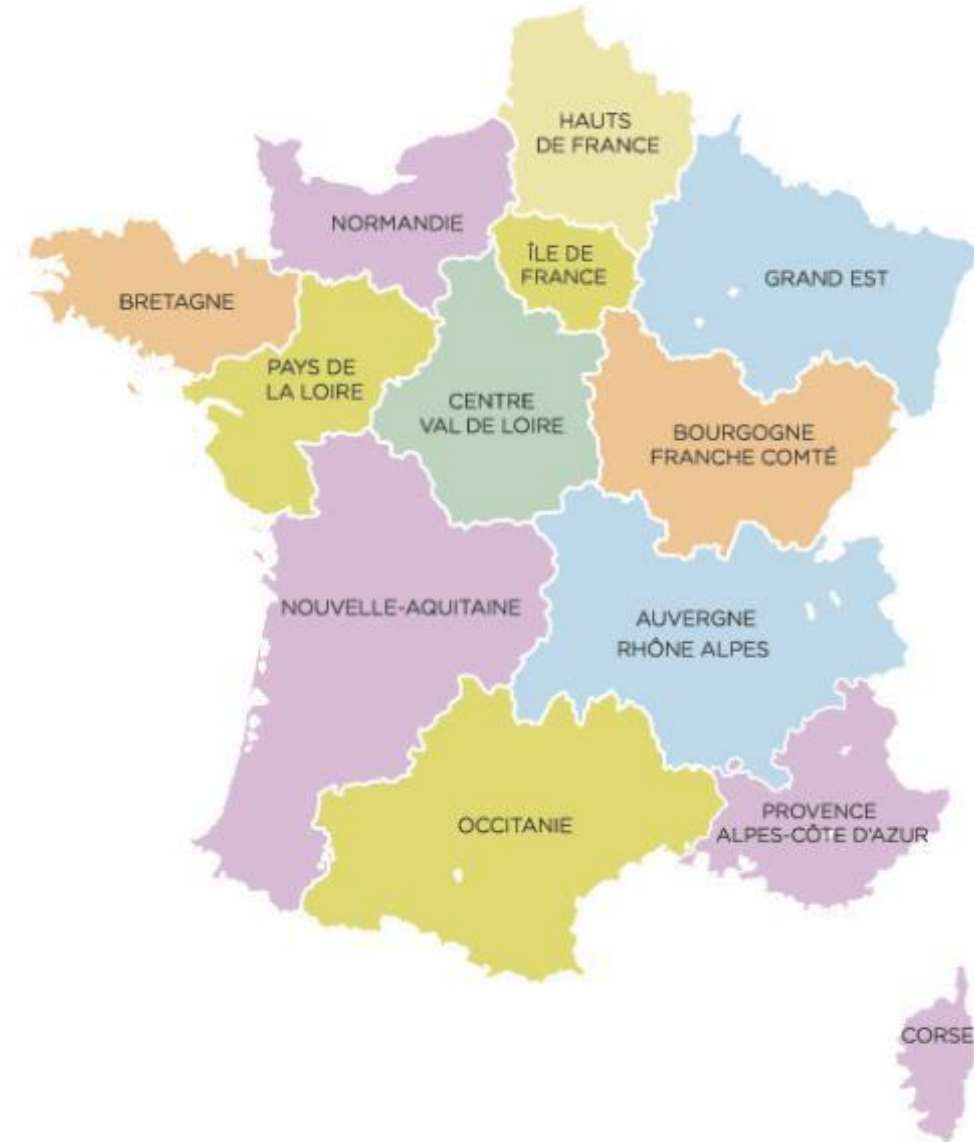 HAUTS
DE FRANCE
NORMANDIE
ÎLE DE
FRANCE
GRAND EST
BRETAGNE
PAYS DE
LA LOIRE
CENTRE
VAL DE LOIRE
BOURGOGNE
FRANCHE COMTÉ
NOUVELLE-AQUITAINE
AUVERGNE
RHÔNE ALPES
OCCITANIE
PROVENCE
ALPES-CÔTE D'AZUR
CORSE